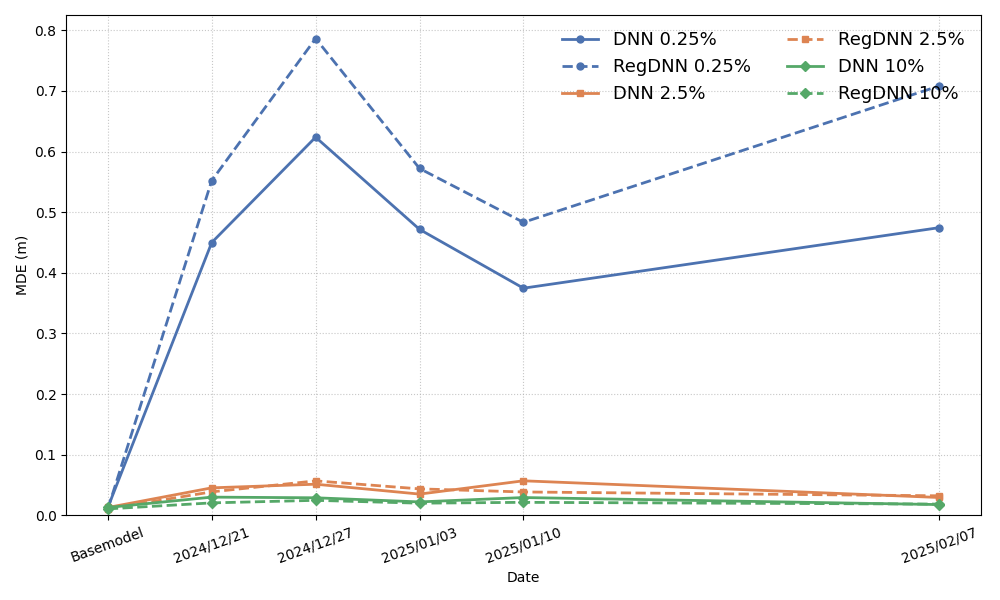 0.8
0.7
0.6
0.5
0.4
0.3
0.2
0.1
0.0
MDE (m)
DNN 0.25%
RegDNN 0.25%
DNN 2.5%
RegDNN 2.5%
DNN 10%
RegDNN 10%
Basemodel
2024/12/21
2024/12/27
2025/01/03
2025/01/10
2025/02/07
Date